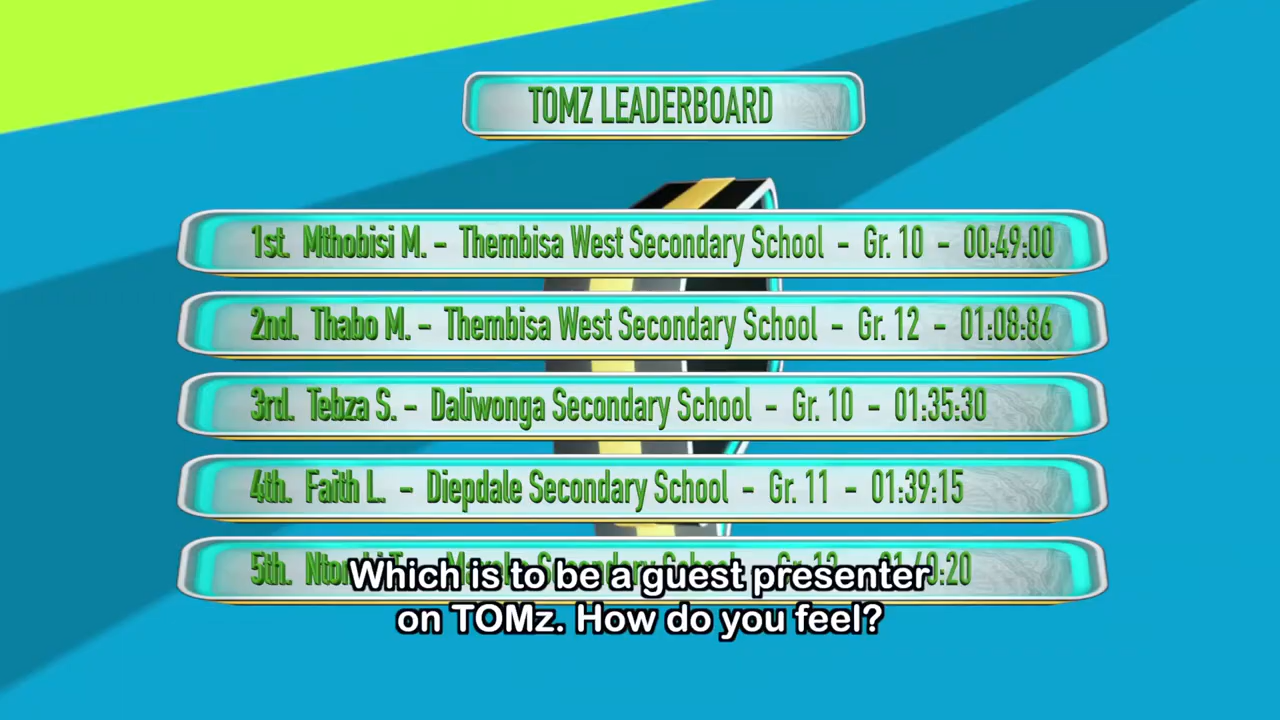 TOMZ LEADERBOARD
1st. Mthobisi M. - Thembisa West Secondary School - Gr. 10 - 00:49:00
2nd. Thabo M. - Thembisa West Secondary School - Gr. 12 - 01:08:86
3rd. Tebza S. - Daliwonga Secondary School - Gr. 10 - 01:35:30
4th. Faith L. - Diepdale Secondary School - Gr. 11 - 01:39:15
5th. Secondary School - Gr.
Which is to be a guest presenter
on TOMz. How do you feel?